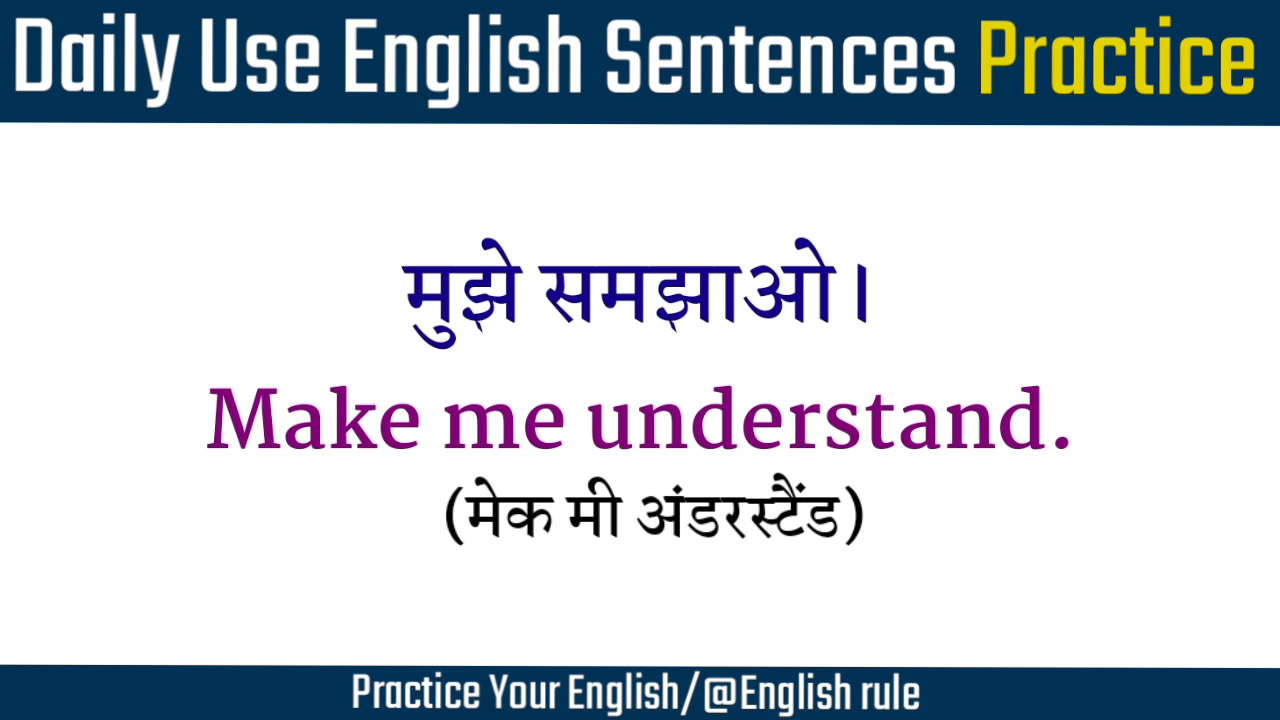 Daily Use English Sentences Practice
मुझे समझाओ।
Make me understand.
(मेक मी अंडरस्टैंड)
Practice Your English/@English rule